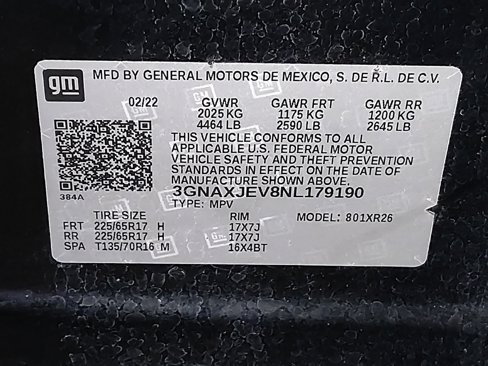 gm
MFD BY GENERAL MOTORS DE MEXICO, S. DE R.L. DE C.V.
02/22 GVWR GAWR FRT GAWR RR
2025 KG 1175 KG 1200 KG
4464 LB 2590 LB 2645 LB
THIS VEHICLE CONFORMS TO ALL
APPLICABLE U.S. FEDERAL MOTOR
VEHICLE SAFETY AND THEFT PREVENTION
STANDARDS IN EFFECT ON THE DATE OF
MANUFACTURE SHOWN ABOVE.
384A
3GNAXJEV8NL179190
TYPE: MPV
TIRE SIZE RIM MODEL: 801XR26
FRT 225/65R17 H 17X7J
RR 225/65R17 H 17X7J
SPA T135/70R16 M 16X4BT